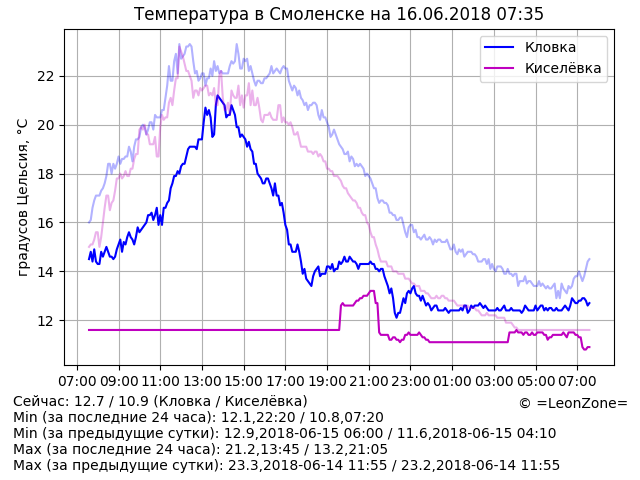 Температура в Смоленске на 16.06.2018 07:35
Кловка
Киселёвка
градусов Цельсия, °C
22
20
18
16
14
12
07:00 09:00 11:00 13:00 15:00 17:00 19:00 21:00 23:00 01:00 03:00 05:00 07:00
Сейчас: 12.7 / 10.9 (Кловка / Киселёвка)
© =LeonZone=
Min (за последние 24 часа): 12.1,22:20 / 10.8,07:20
Min (за предыдущие сутки): 12.9,2018-06-15 06:00 / 11.6,2018-06-15 04:10
Max (за последние 24 часа): 21.2,13:45 / 13.2,21:05
Max (за предыдущие сутки): 23.3,2018-06-14 11:55 / 23.2,2018-06-14 11:55